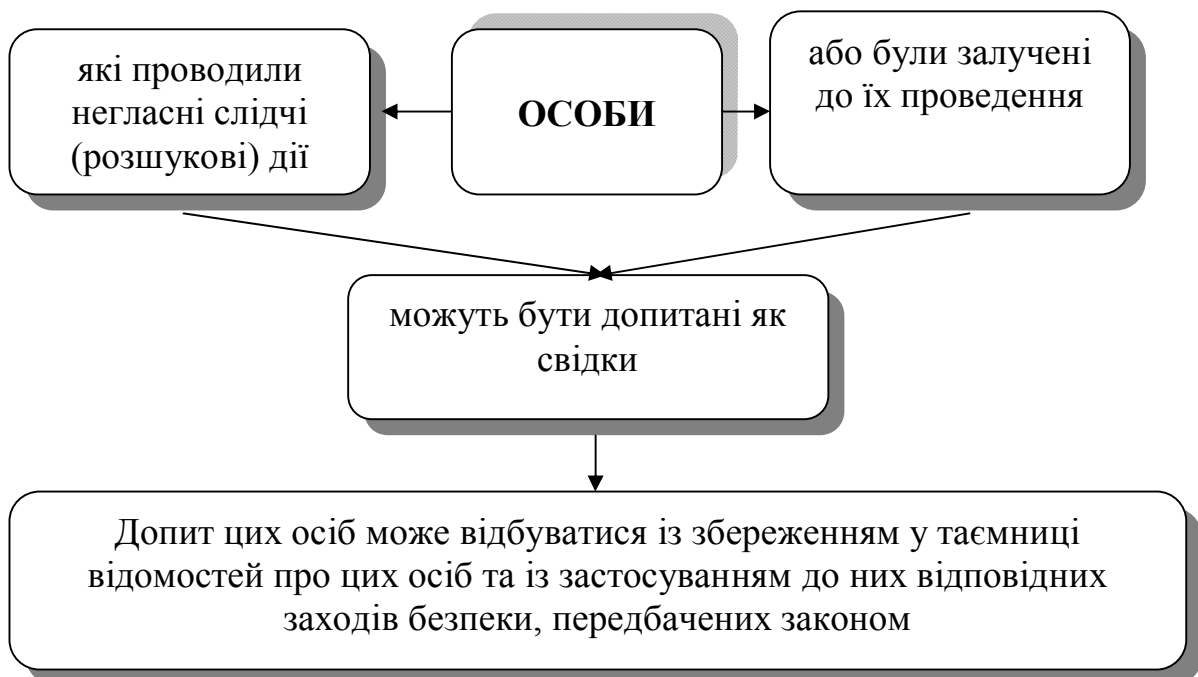 які проводили
негласні слідчі
(розшукові) дії
ОСОБИ
або були залучені
до їх проведення
можуть бути допитані як
свідки
Допит цих осіб може відбуватися із збереженням у таємниці
відомостей про цих осіб та із застосуванням до них відповідних
заходів безпеки, передбачених законом